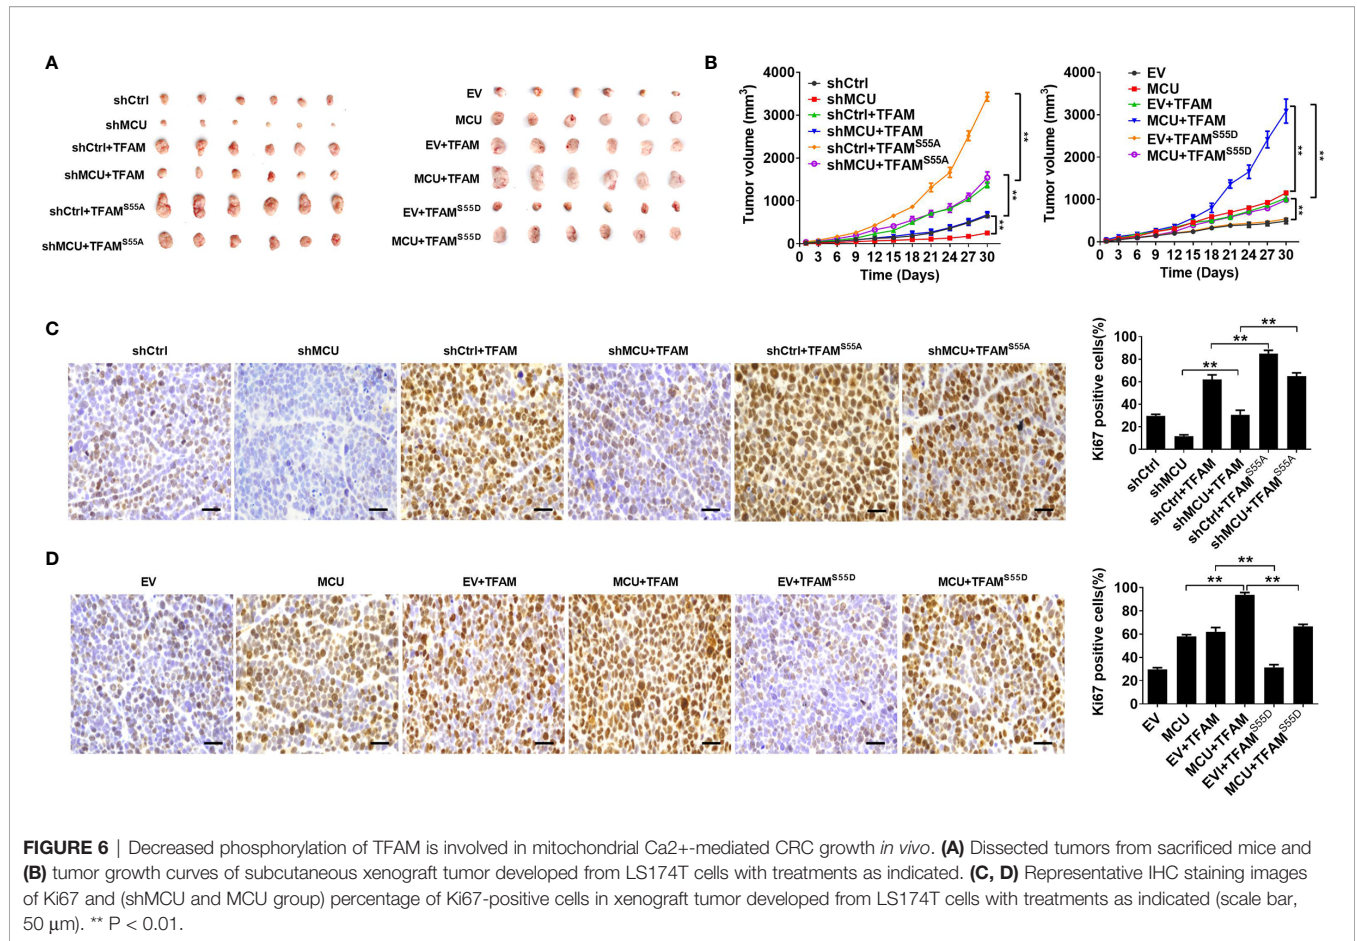 A
shCtrl
shMCU
shCtrl+TFAM
shMCU+TFAM
shCtrl+TFAMS55A
shMCU+TFAMS55A
EV
MCU
EV+TFAM
MCU+TFAM
EV+TFAMS55D
MCU+TFAMS55D
B
Tumor volume (mm3)
4000
3000
2000
1000
0
0 3 6 9 12 15 18 21 24 27 30
Time (Days)
shCtrl
shMCU
shCtrl+TFAM
shMCU+TFAM
shCtrl+TFAMS55A
shMCU+TFAMS55A
**
**
**
Tumor volume (mm3)
4000
3000
2000
1000
0
0 3 6 9 12 15 18 21 24 27 30
Time (Days)
EV
MCU
EV+TFAM
MCU+TFAM
EV+TFAMS55D
MCU+TFAMS55D
**
**
**
C
shCtrl
shMCU
shCtrl+TFAM
shMCU+TFAM
shCtrl+TFAMS55A
shMCU+TFAMS55A
Ki67 positive cells(%)
100
80
60
40
20
0
**
**
**
shCtrl
shMCU
shCtrl+TFAM
shMCU+TFAM
shCtrl+TFAMS55A
shMCU+TFAMS55A
D
EV
MCU
EV+TFAM
MCU+TFAM
EV+TFAMS55D
MCU+TFAMS55D
Ki67 positive cells(%)
100
80
60
40
20
0
**
**
**
EV
MCU
EV+TFAM
MCU+TFAM
EVI+TFAMS55D
MCU+TFAMS55D
FIGURE 6 | Decreased phosphorylation of TFAM is involved in mitochondrial Ca2+-mediated CRC growth in vivo. (A) Dissected tumors from sacrificed mice and
(B) tumor growth curves of subcutaneous xenograft tumor developed from LS174T cells with treatments as indicated. (C, D) Representative IHC staining images
of Ki67 and (shMCU and MCU group) percentage of Ki67-positive cells in xenograft tumor developed from LS174T cells with treatments as indicated (scale bar,
50 μm). ** P < 0.01.